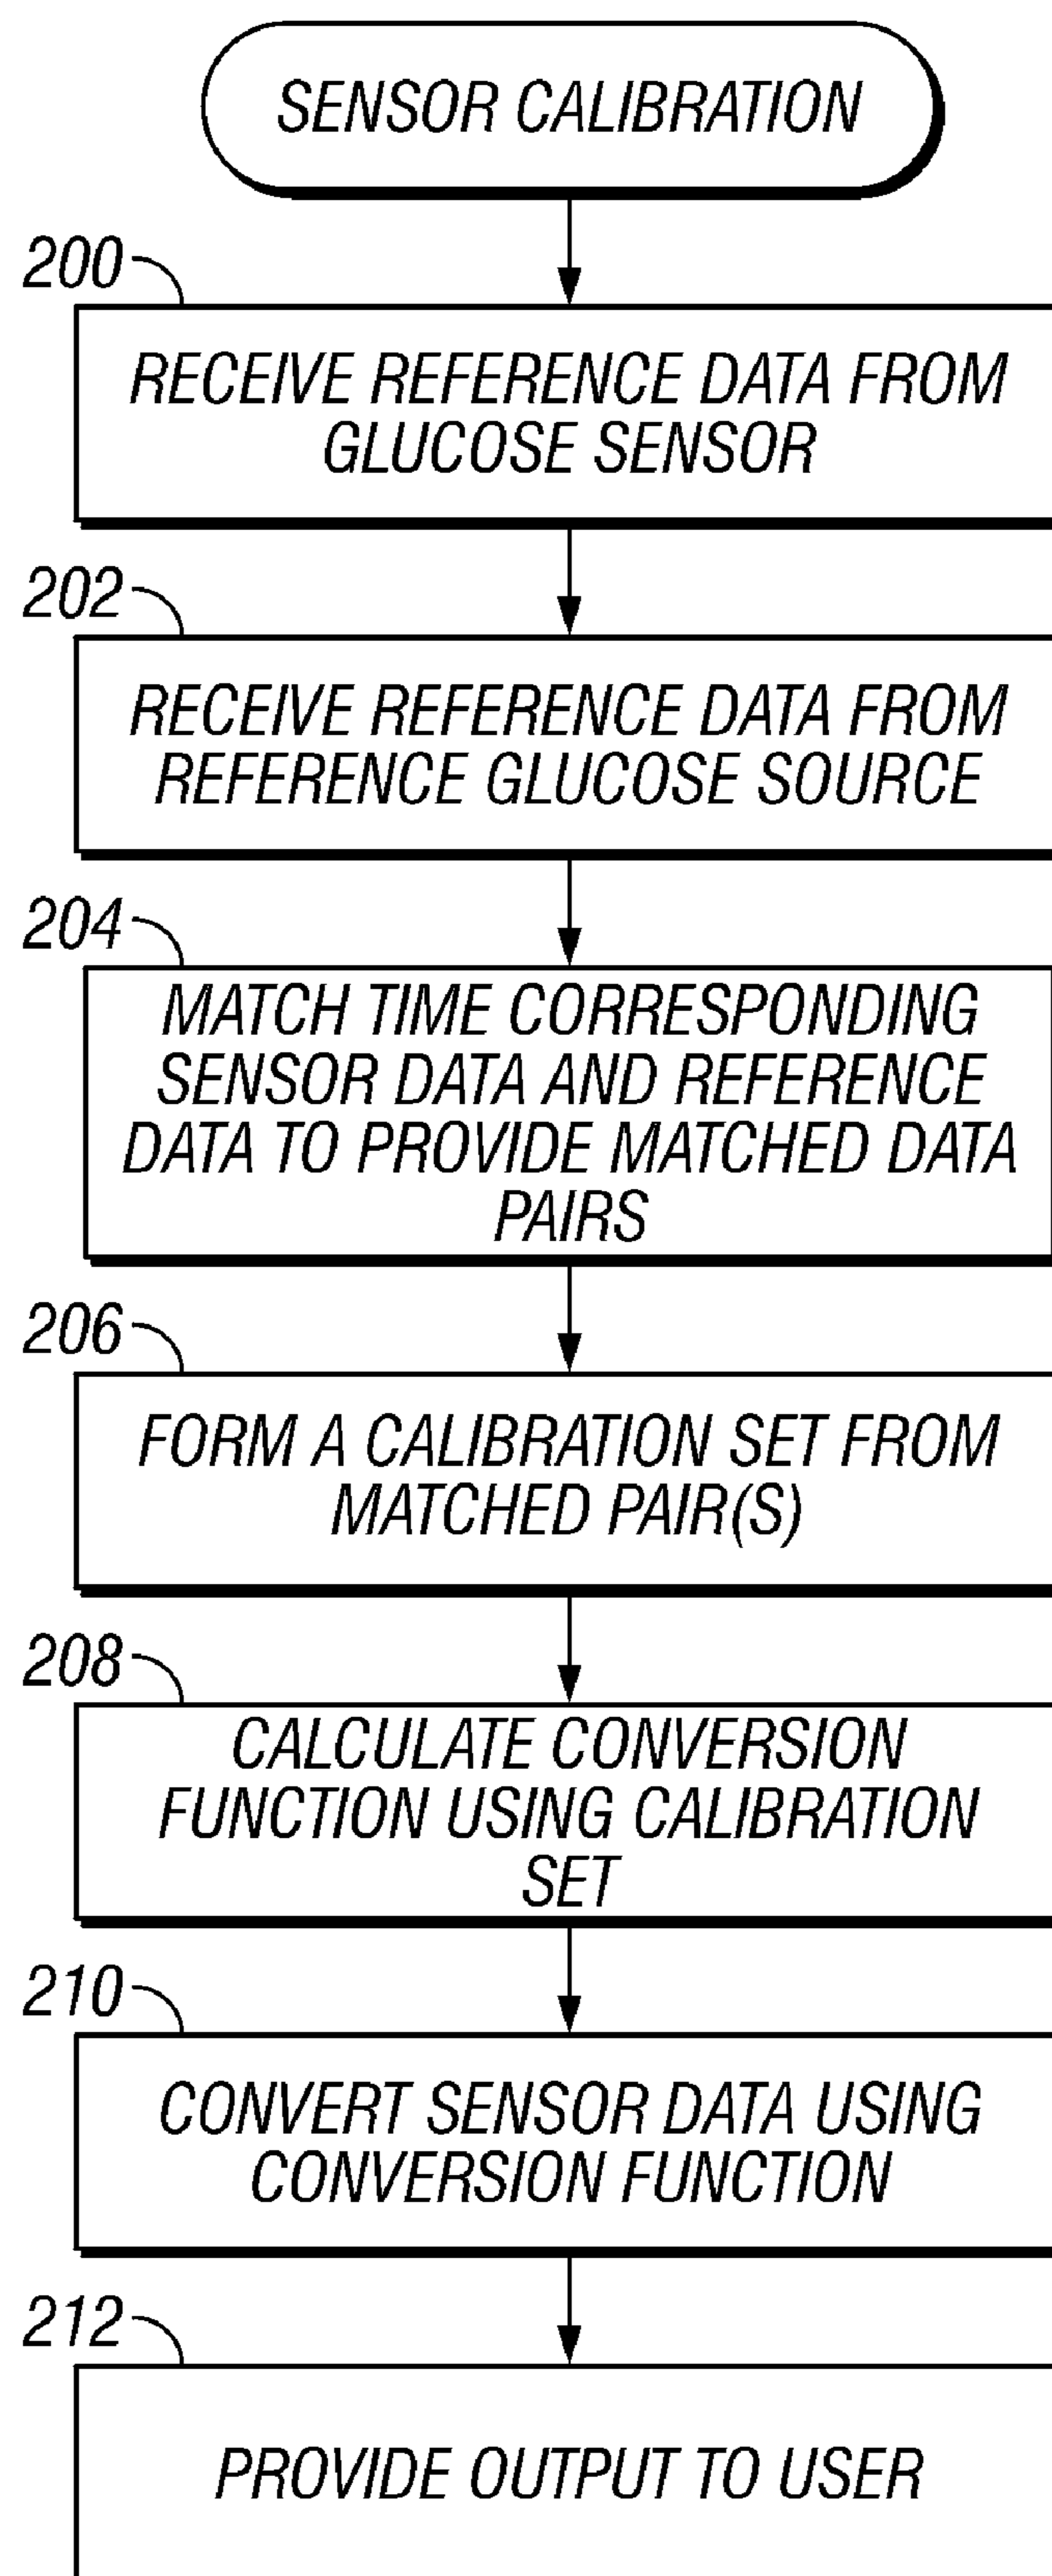 SENSOR CALIBRATION
200
RECEIVE REFERENCE DATA FROM
GLUCOSE SENSOR
202
RECEIVE REFERENCE DATA FROM
REFERENCE GLUCOSE SOURCE
204
MATCH TIME CORRESPONDING
SENSOR DATA AND REFERENCE
DATA TO PROVIDE MATCHED DATA
PAIRS
206
FORM A CALIBRATION SET FROM
MATCHED PAIR(S)
208
CALCULATE CONVERSION
FUNCTION USING CALIBRATION
SET
210
CONVERT SENSOR DATA USING
CONVERSION FUNCTION
212
PROVIDE OUTPUT TO USER